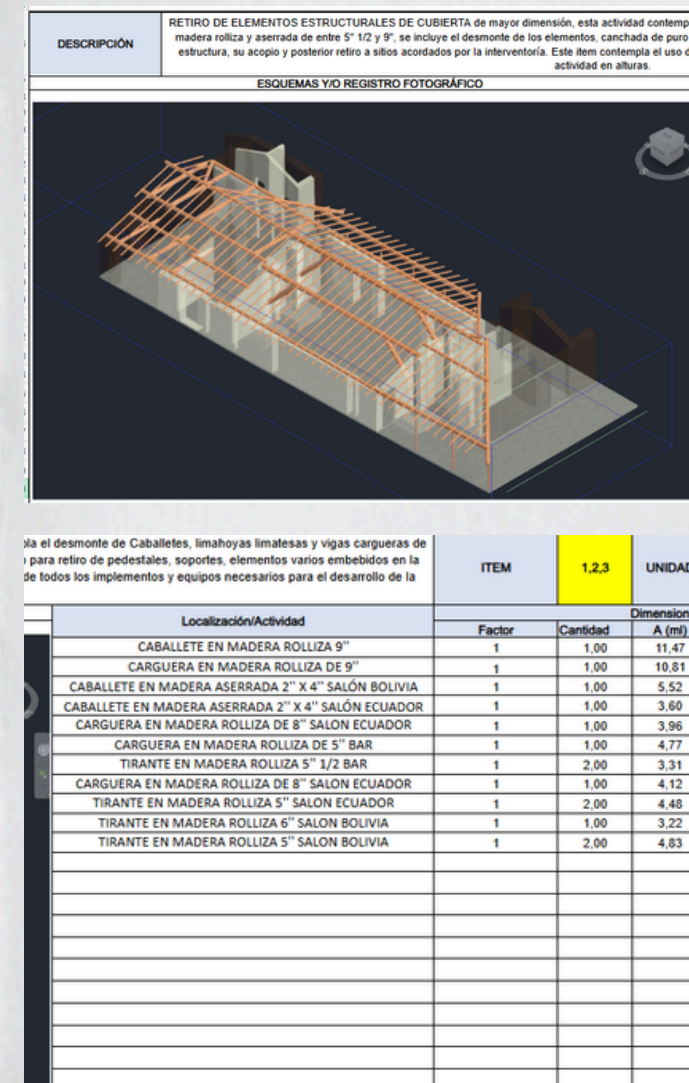 DESCRIPCIÓN
RETIRO DE ELEMENTOS ESTRUCTURALES DE CUBIERTA de mayor dimensión, esta actividad contemp
madera rolliza y aserrada de entre 5" 1/2 y 9", se incluye el desmonte de los elementos, canchada de puro
estructura, su acopio y posterior retiro a sitios acordados por la interventoría. Este item contempla el uso d
actividad en alturas.
ESQUEMAS Y/O REGISTRO FOTOGRÁFICO
la el desmonte de Caballetes, limahoyas limatesas y vigas cargueras de
para retiro de pedestales, soportes, elementos varios embebidos en la
de todos los implementos y equipos necesarios para el desarrollo de la
ITEM 1,2,3 UNIDAD
Localización/Actividad Dimension
Factor Cantidad A (ml)
CABALLETE EN MADERA ROLLIZA 9'' 1 1,00 11,47
CARGUERA EN MADERA ROLLIZA DE 9'' 1 1,00 10,81
CABALLETE EN MADERA ASERRADA 2'' X 4'' SALÓN BOLIVIA 1 1,00 5,52
CABALLETE EN MADERA ASERRADA 2'' X 4'' SALÓN ECUADOR 1 1,00 3,60
CARGUERA EN MADERA ROLLIZA DE 8'' SALON ECUADOR 1 1,00 3,96
CARGUERA EN MADERA ROLLIZA DE 5'' BAR 1 1,00 4,77
TIRANTE EN MADERA ROLLIZA 5'' 1/2 BAR 1 2,00 3,31
CARGUERA EN MADERA ROLLIZA DE 8'' SALON ECUADOR 1 1,00 4,12
TIRANTE EN MADERA ROLLIZA 5'' SALON ECUADOR 1 2,00 4,48
TIRANTE EN MADERA ROLLIZA 6'' SALON BOLIVIA 1 1,00 3,22
TIRANTE EN MADERA ROLLIZA 5'' SALON BOLIVIA 1 2,00 4,83